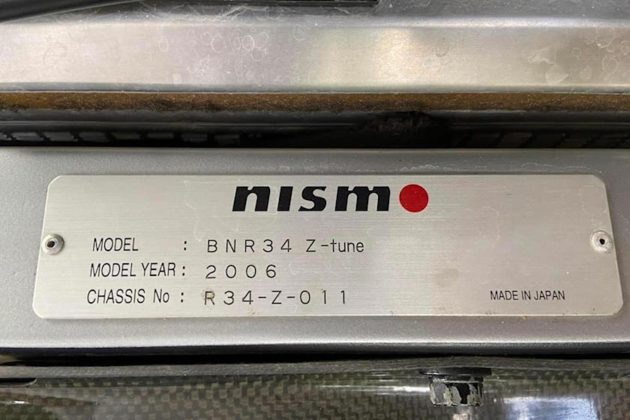 nismo
MODEL : BNR34 Z-tune
MODEL YEAR : 2006
CHASSIS No : R34-Z-011
MADE IN JAPAN